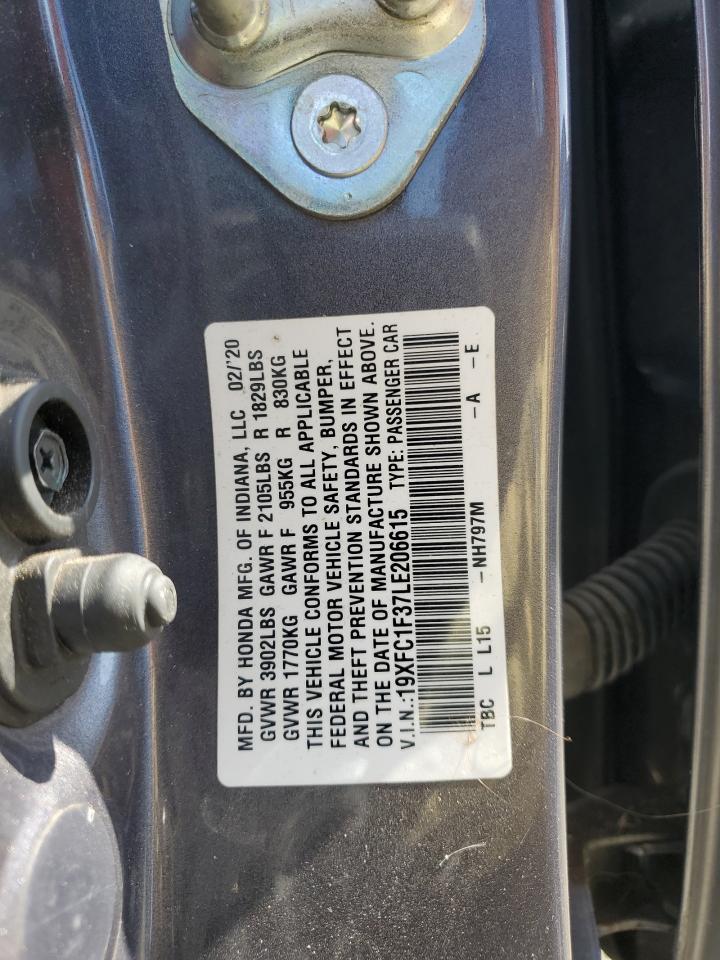 MFD. BY HONDA MFG. OF INDIANA, LLC 02/'20
GVWR 3902LBS GAWR F 2105LBS R 1829LBS
GVWR 1770KG GAWR F 955KG R 830KG
THIS VEHICLE CONFORMS TO ALL APPLICABLE
FEDERAL MOTOR VEHICLE SAFETY, BUMPER,
AND THEFT PREVENTION STANDARDS IN EFFECT
ON THE DATE OF MANUFACTURE SHOWN ABOVE.
V.I.N.:19XFC1F37LE206615 TYPE: PASSENGER CAR
TBC L L15 -NH797M -A -E